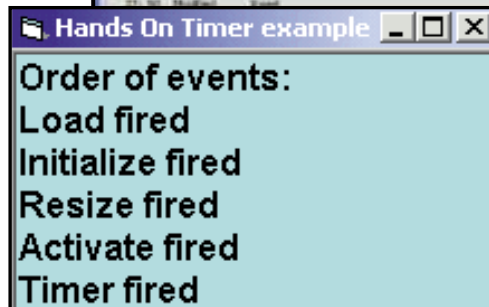 Hands On Timer example
Order of events:
Load fired
Initialize fired
Resize fired
Activate fired
Timer fired